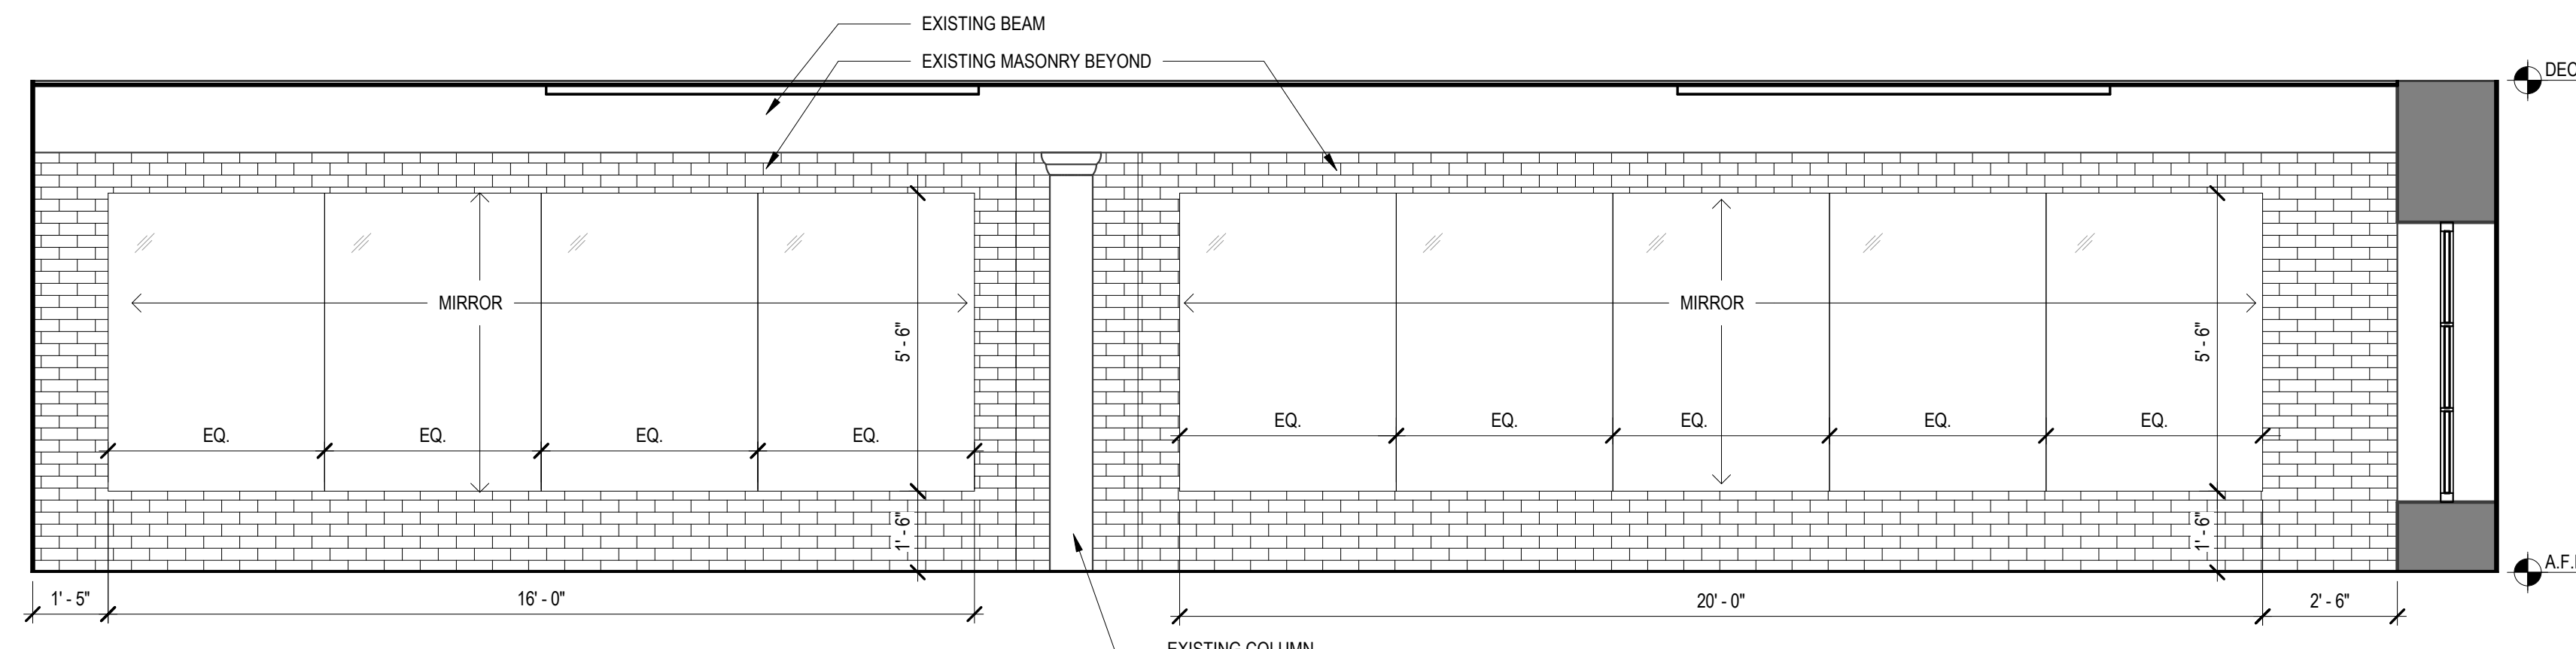 EXISTING BEAM
EXISTING MASONRY BEYOND
DEC
MIRROR
MIRROR
5' - 6"
5' - 6"
EQ.
EQ.
EQ.
EQ.
EQ.
EQ.
EQ.
EQ.
EQ.
1' - 6"
1' - 6"
A.F.
1' - 5"
16' - 0"
20' - 0"
2' - 6"
EXISTING COLUMN